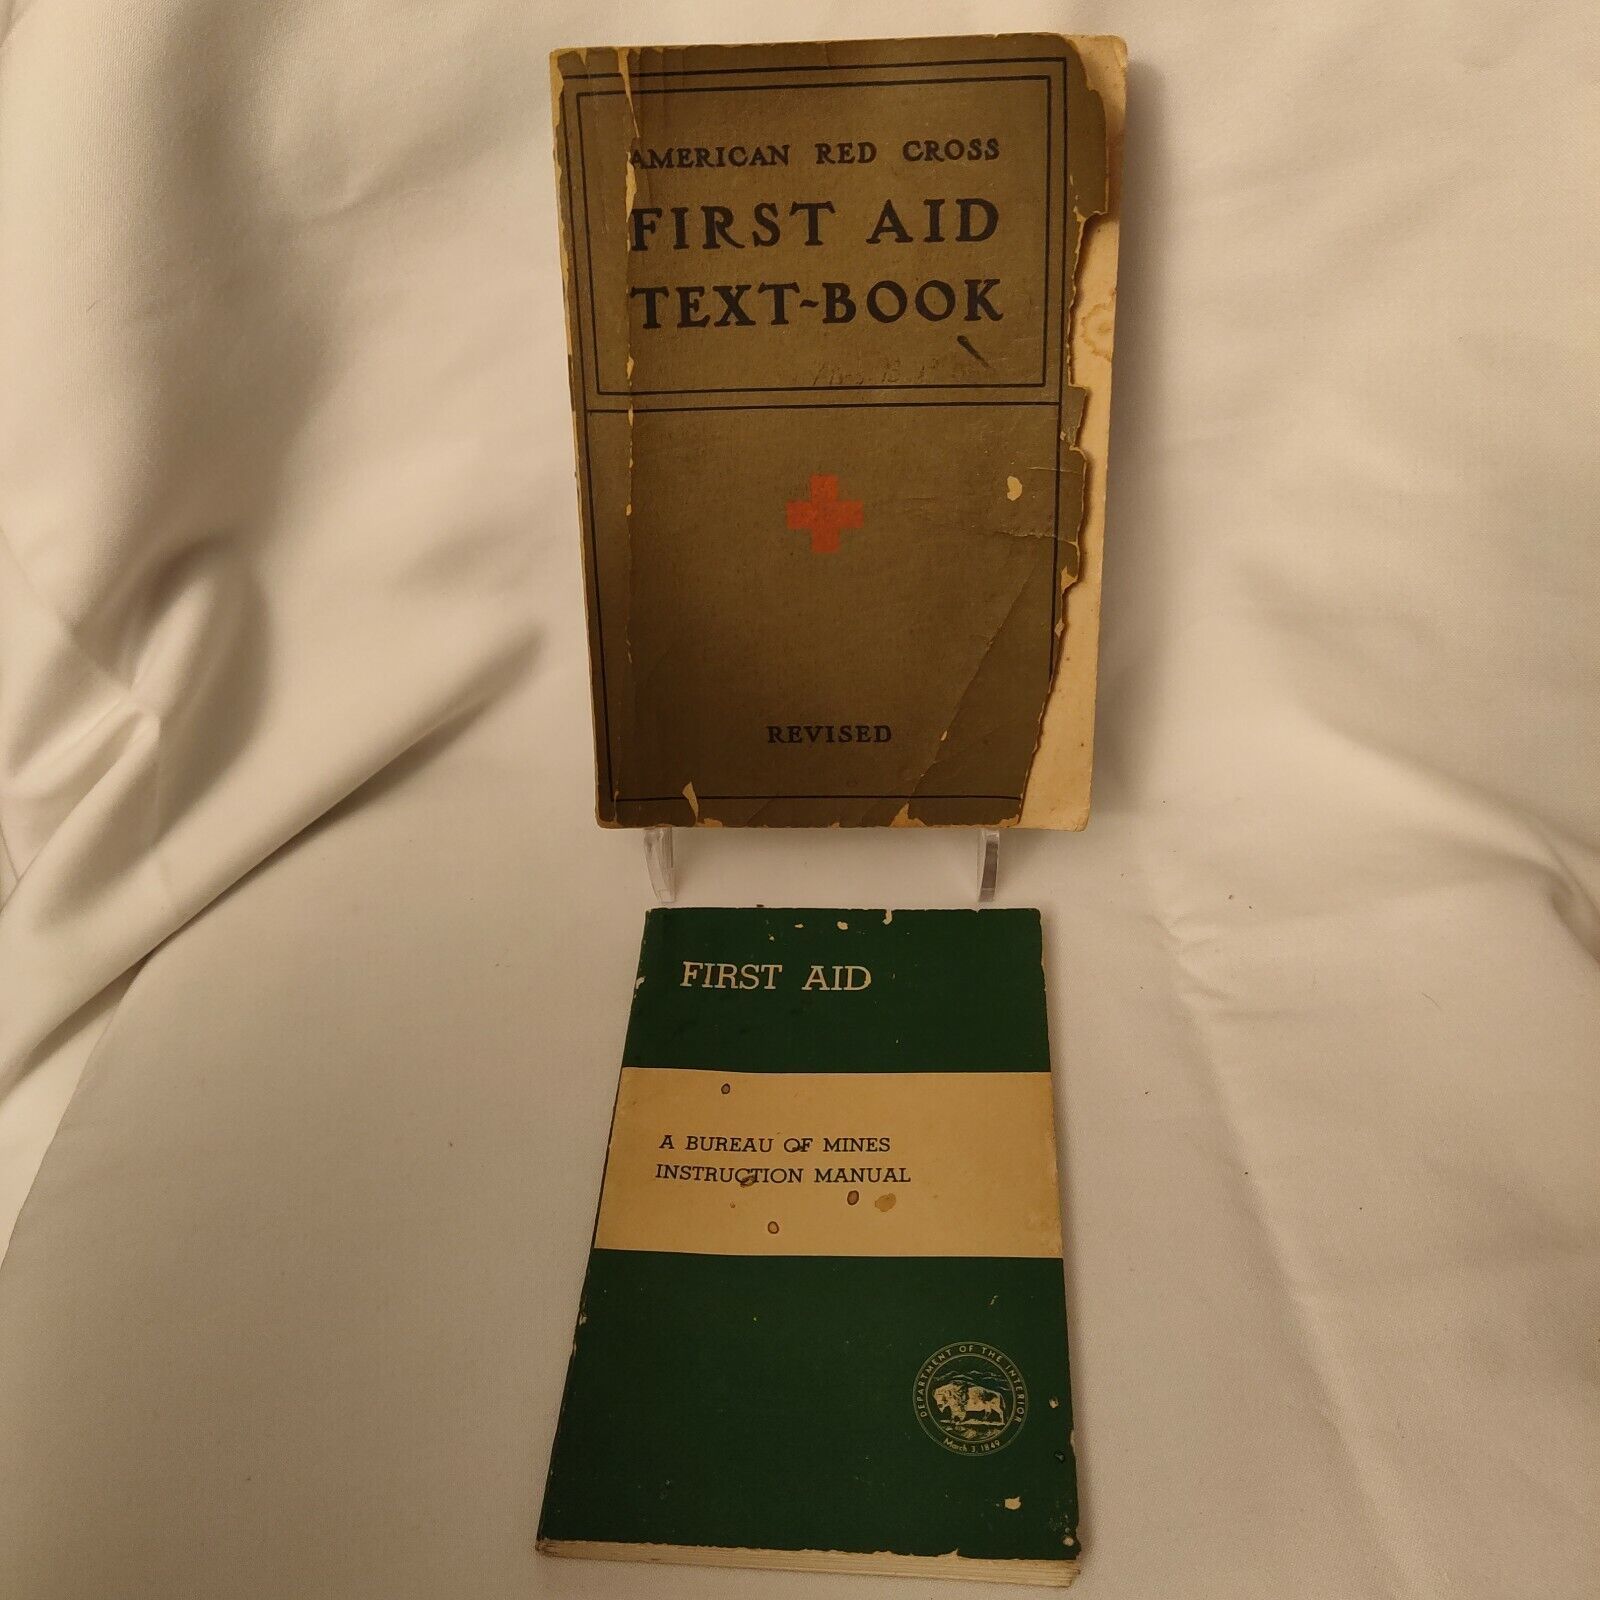 AMERICAN RED CROSS
FIRST AID
TEXT-BOOK
REVISED
FIRST AID
A BUREAU OF MINES
INSTRUCTION MANUAL
DEPARTMENT OF THE INTERIOR
March 3, 1849